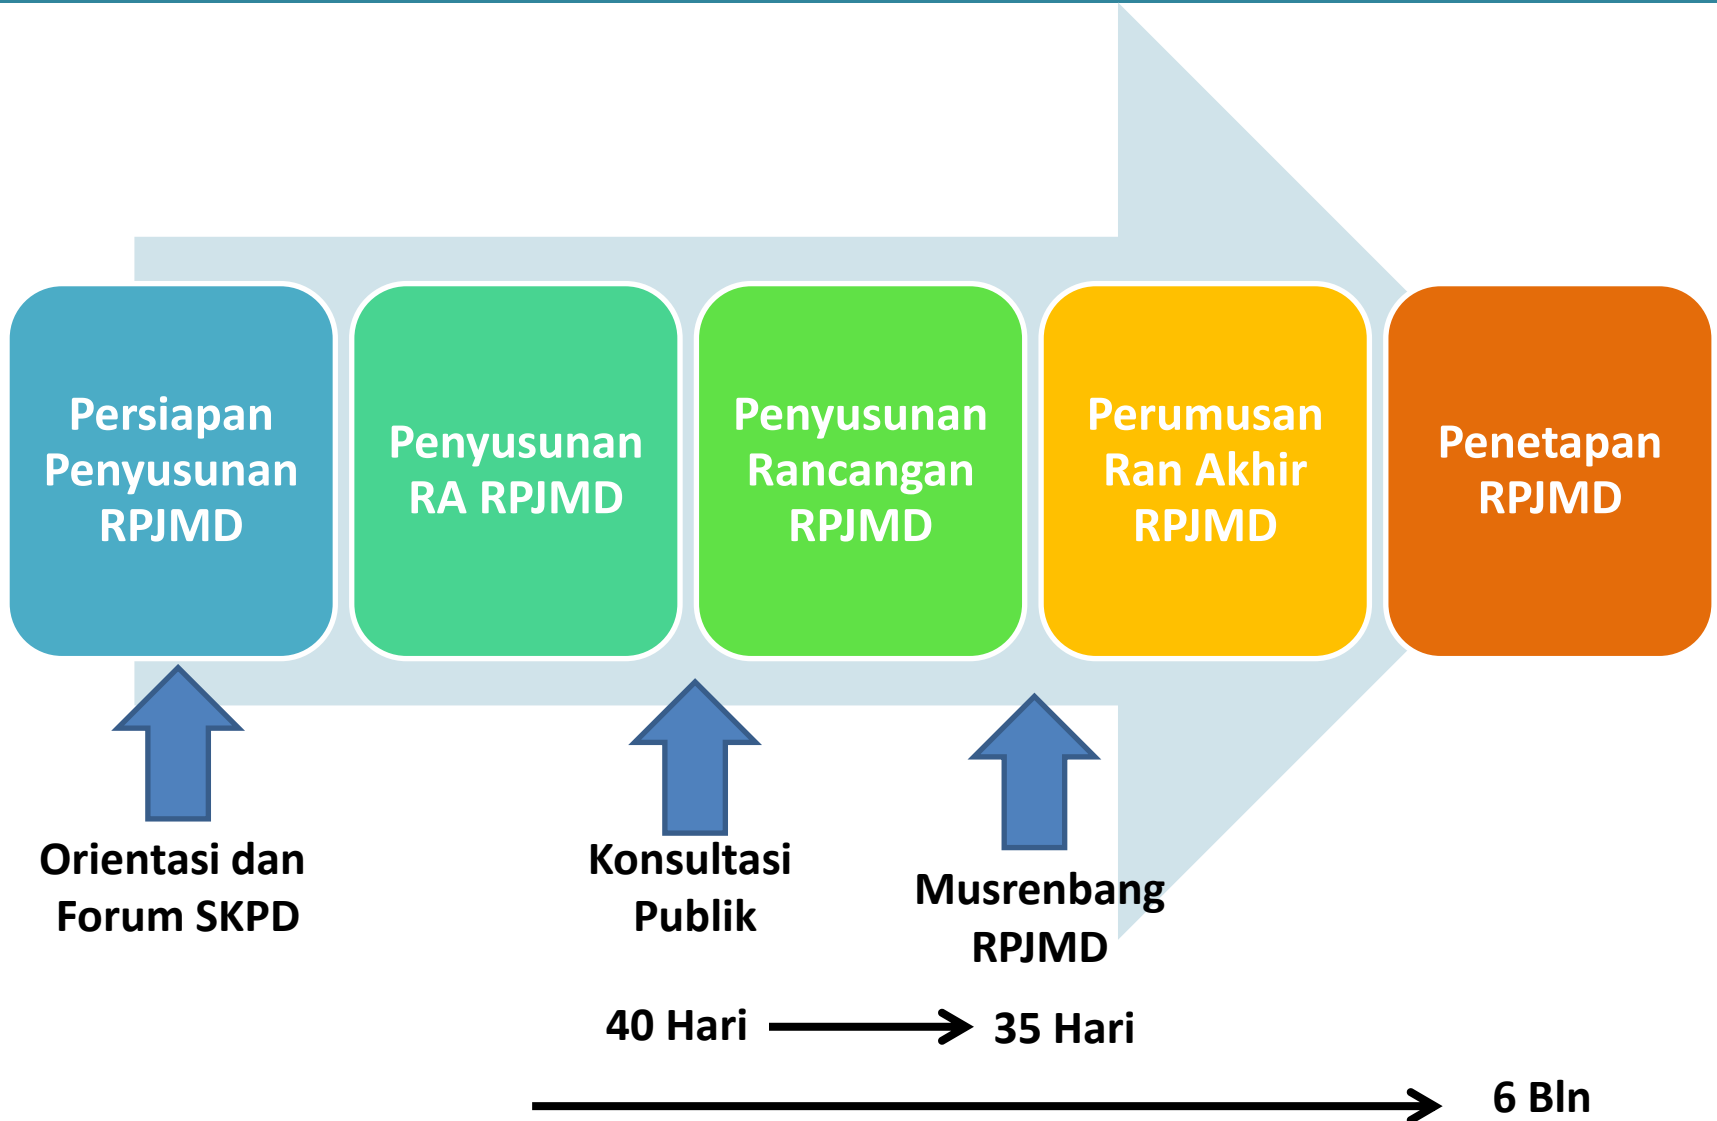 Persiapan
Penyusunan
RPJMD
Penyusunan
RA RPJMD
Penyusunan
Rancangan
RPJMD
Perumusan
Ran Akhir
RPJMD
Penetapan
RPJMD
Orientasi dan
Forum SKPD
Konsultasi
Publik
Musrenbang
RPJMD
40 Hari
35 Hari
6 Bln